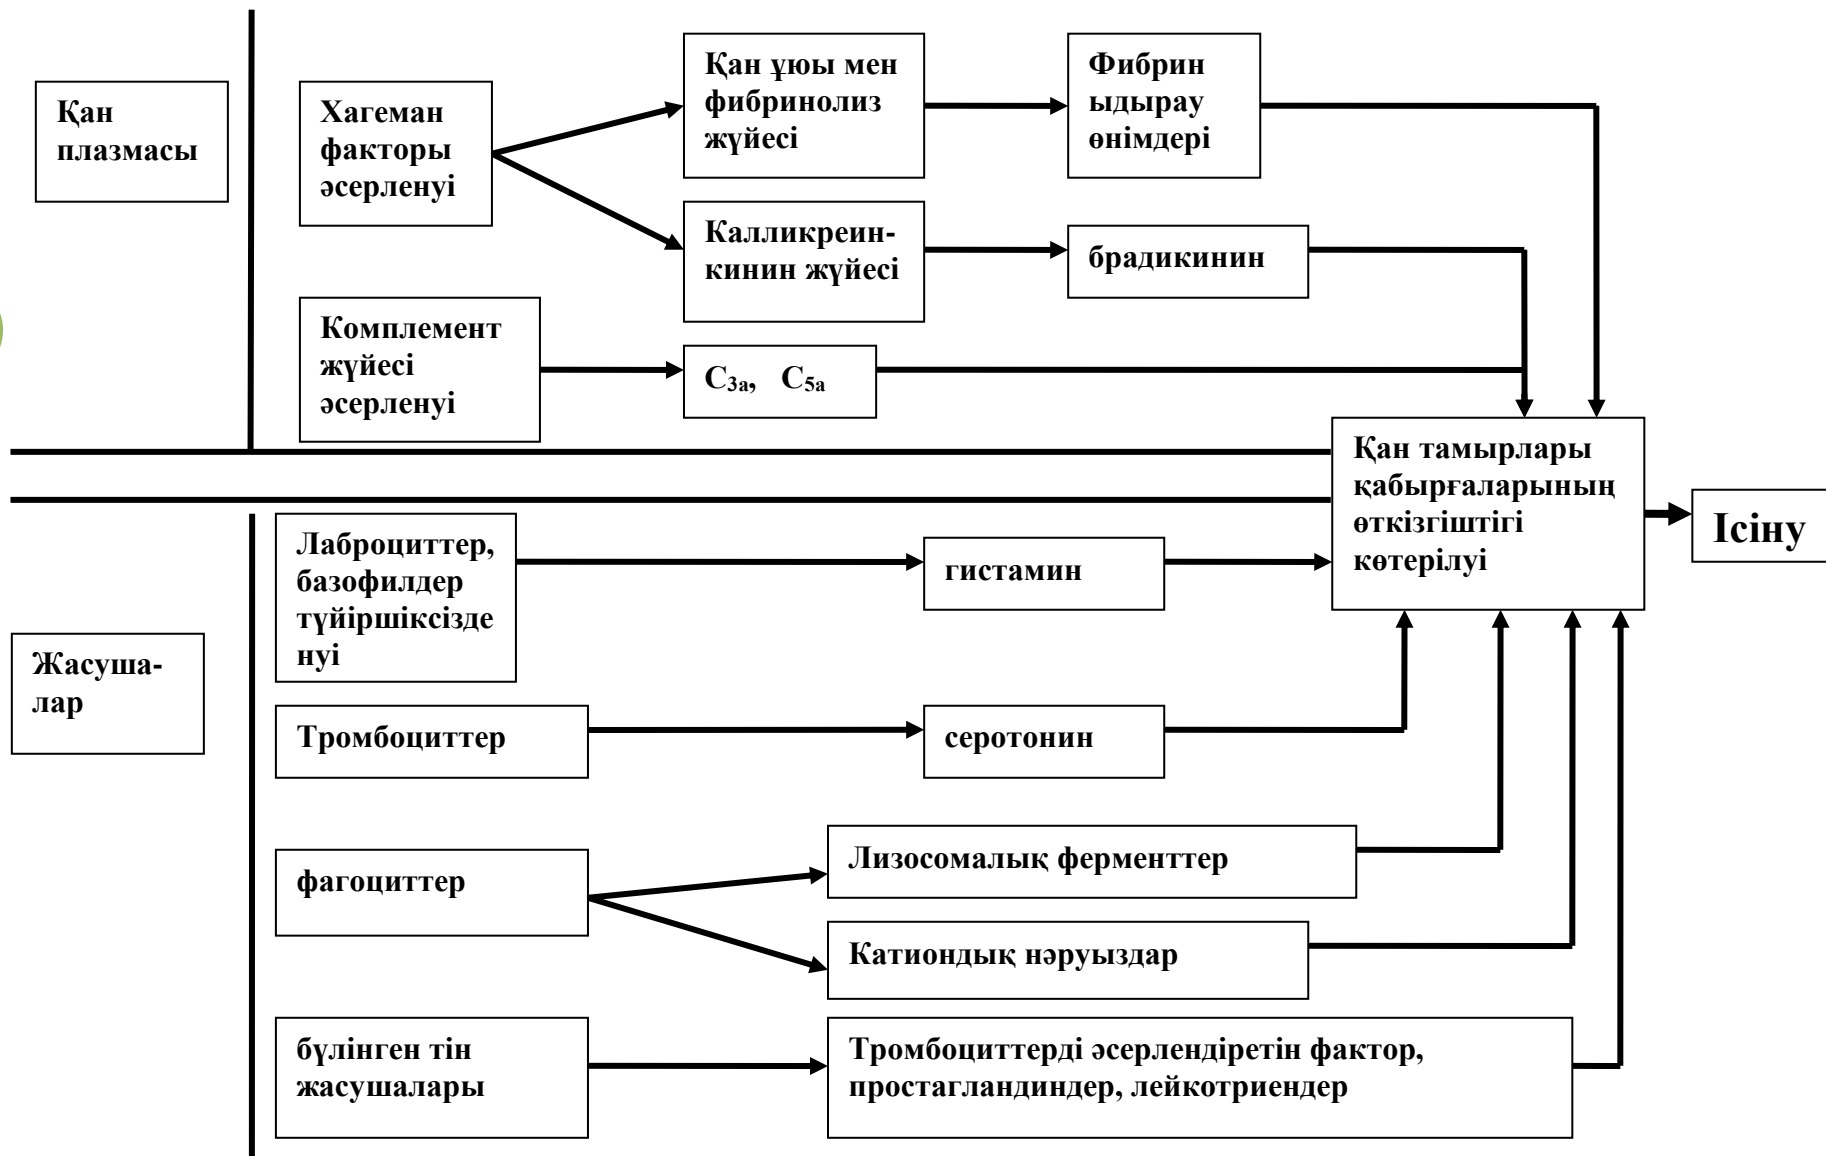 Қан
плазмасы
Хагеман
факторы
әсерленуі
Қан ұюы мен
фибринолиз
жүйесі
Фибрин
ыдырау
өнімдері
Калликреин-
кинин жүйесі
брадикинин
Комплемент
жүйесі
әсерленуі
C3a, C5a
Қан тамырлары
қабырғаларының
өткізгіштігі
көтерілуі
Ісіну
Жасуша-
лар
Лаброциттер,
базофилдер
түйіршіксізде
нуі
гистамин
Тромбоциттер
серотонин
фагоциттер
Лизосомалық ферменттер
Катиондық нәруыздар
бүлінген тін
жасушалары
Тромбоциттерді әсерлендіретін фактор,
простагландиндер, лейкотриендер